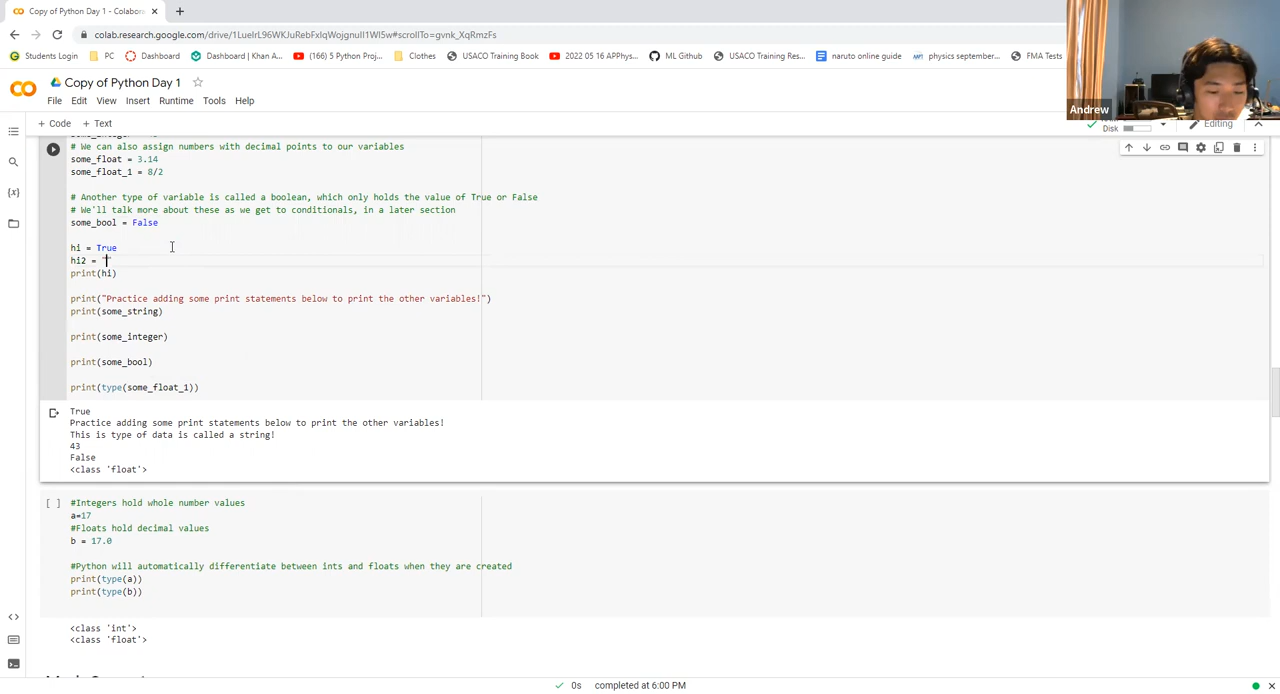 Copy of Python Day 1 - Colabora
colab.research.google.com/drive/
Students Login PC Dashboard Dashboard | Khan A... (166) 5 Python Proj... Clothes USACO Training Book 2022 05 16 APPhys... ML Github USACO Training Res... naruto online guide physics september... FMA Tests
Copy of Python Day 1
File Edit View Insert Runtime Tools Help
+ Code + Text
Disk Editing
Andrew
# We can also assign numbers with decimal points to our variables
some_float = 3.14
some_float_1 = 8/2
# Another type of variable is called a boolean, which only holds the value of True or False
# We'll talk more about these as we get to conditionals, in a later section
some_bool = False
hi = True
hi2 = ""
print(hi)
print("Practice adding some print statements below to print the other variables!")
print(some_string)
print(some_integer)
print(some_bool)
print(type(some_float_1))
True
Practice adding some print statements below to print the other variables!
This is type of data is called a string!
43
False
<class 'float'>
[ ] #Integers hold whole number values
a=17
#Floats hold decimal values
b = 17.0
#Python will automatically differentiate between ints and floats when they are created
print(type(a))
print(type(b))
<class 'int'>
<class 'float'>
0s completed at 6:00 PM